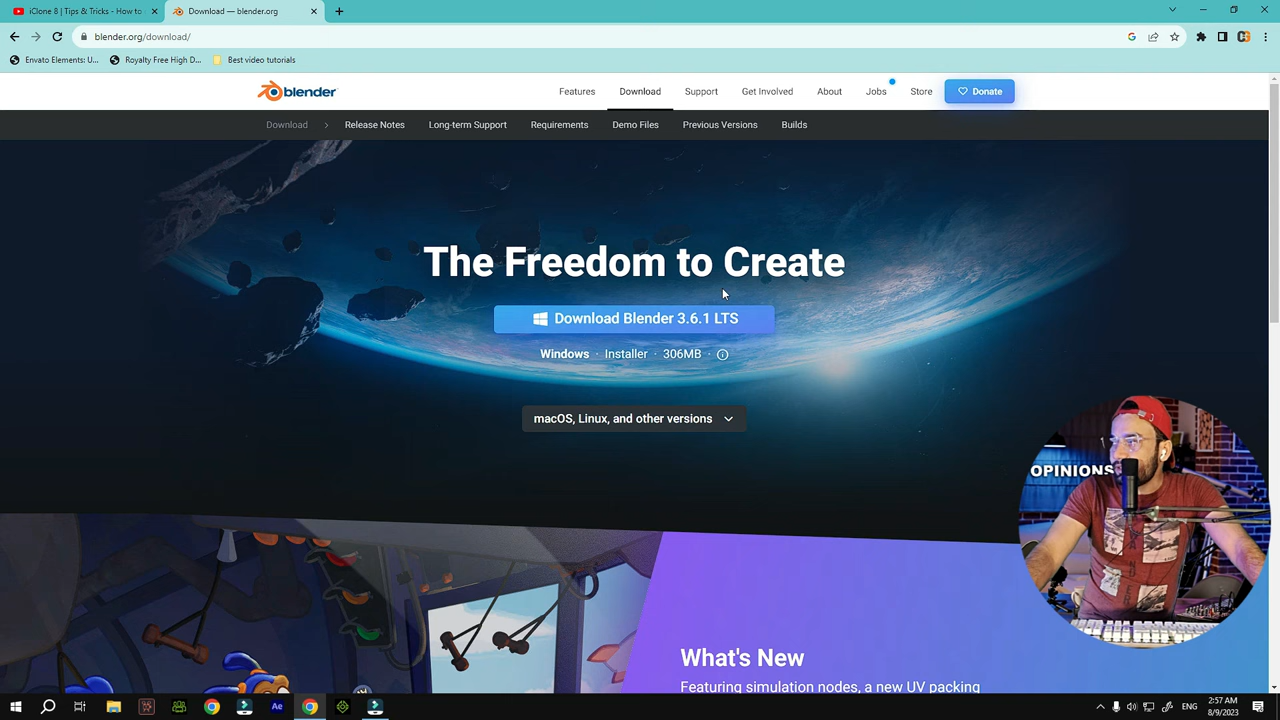 iClone 8 | Tips & Tricks - How to
Download — blender.org
blender.org/download/
Envato Elements: U...
Royalty Free High D...
Best video tutorials
blender
Features
Download
Support
Get Involved
About
Jobs
Store
Donate
Download
Release Notes
Long-term Support
Requirements
Demo Files
Previous Versions
Builds
The Freedom to Create
Download Blender 3.6.1 LTS
Windows · Installer · 306MB ·
macOS, Linux, and other versions
OPINIONS
What's New
Featuring simulation nodes, a new UV packing
Ae
ENG
2:57 AM
8/9/2023